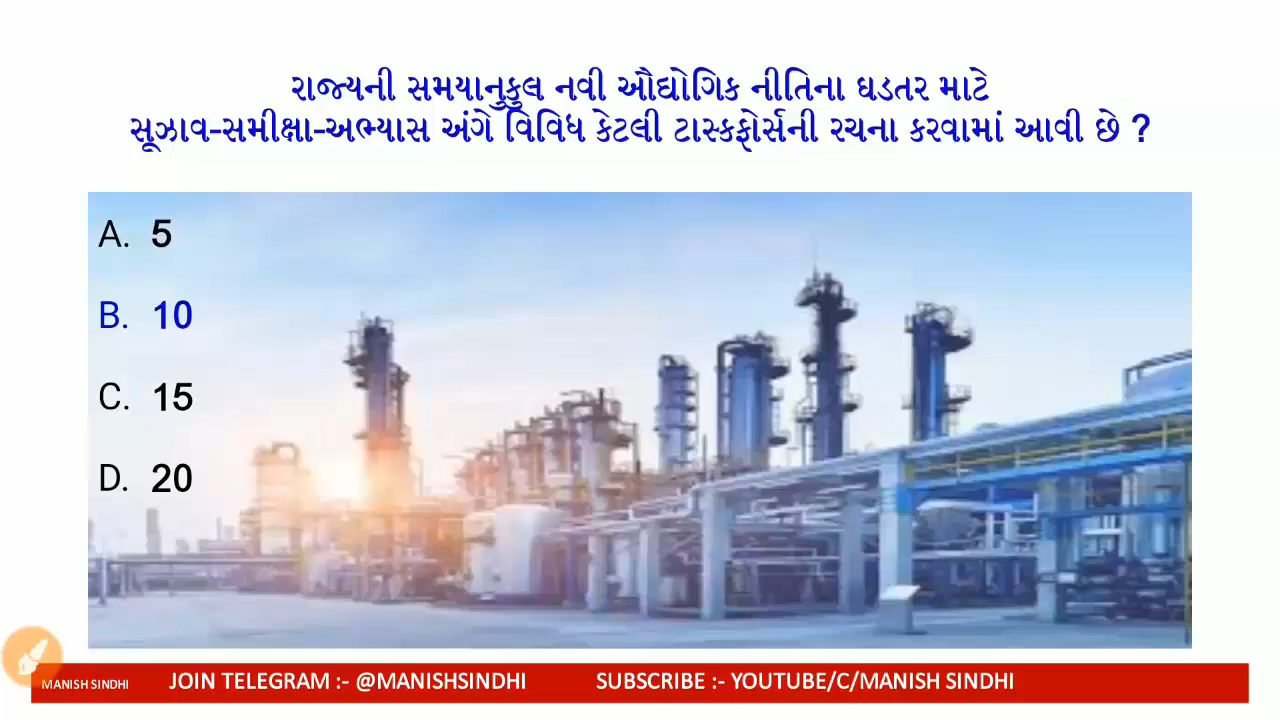 રાજ્યની સમયાનુકુલ નવી ઔદ્યોગિક નીતિના ઘડતર માટે
સૂઝાવ-સમીક્ષા-અભ્યાસ અંગે વિવિધ કેટલી ટાસ્કફોર્સની રચના કરવામાં આવી છે ?
A. 5
B. 10
C. 15
D. 20
MANISH SINDHI JOIN TELEGRAM :- @MANISHSINDHI SUBSCRIBE :- YOUTUBE/C/MANISH SINDHI